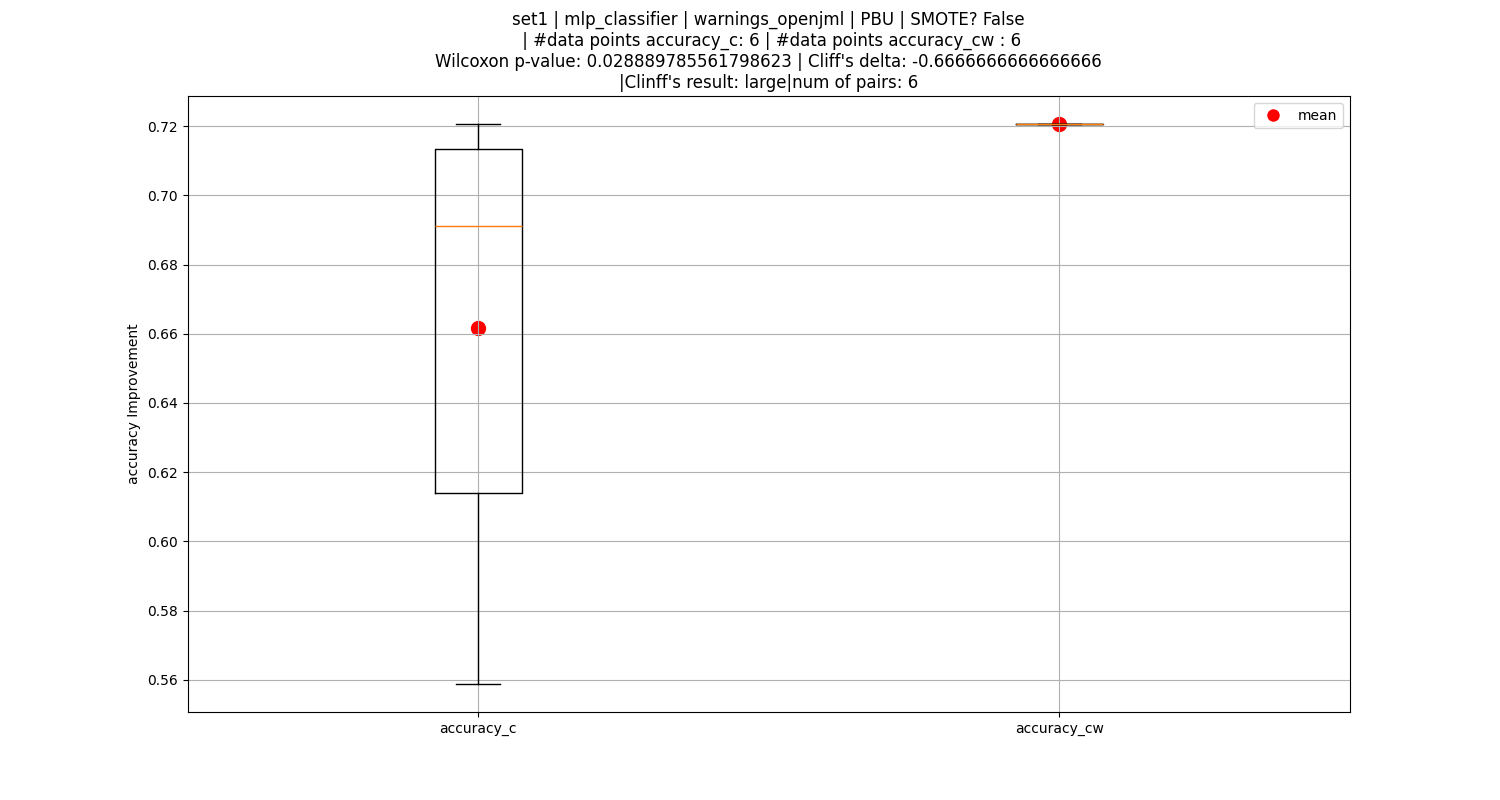 set1 | mlp_classifier | warnings_openjml | PBU | SMOTE? False
| #data points accuracy_c: 6 | #data points accuracy_cw : 6
Wilcoxon p-value: 0.028889785561798623 | Cliff's delta: -0.6666666666666666
|Clinff's result: large|num of pairs: 6
mean
0.72
0.70
0.68
0.66
0.64
0.62
0.60
0.58
0.56
accuracy Improvement
accuracy_c
accuracy_cw